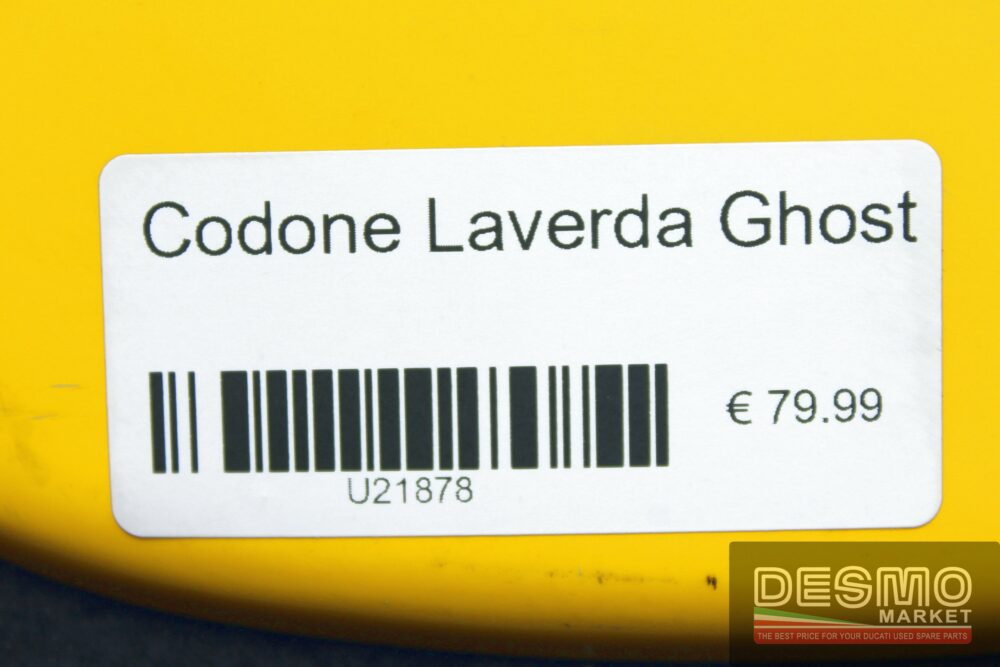 Codone Laverda Ghost
€ 79.99
U21878
DESMO
MARKET
THE BEST PRICE FOR YOUR DUCATI USED SPARE PARTS